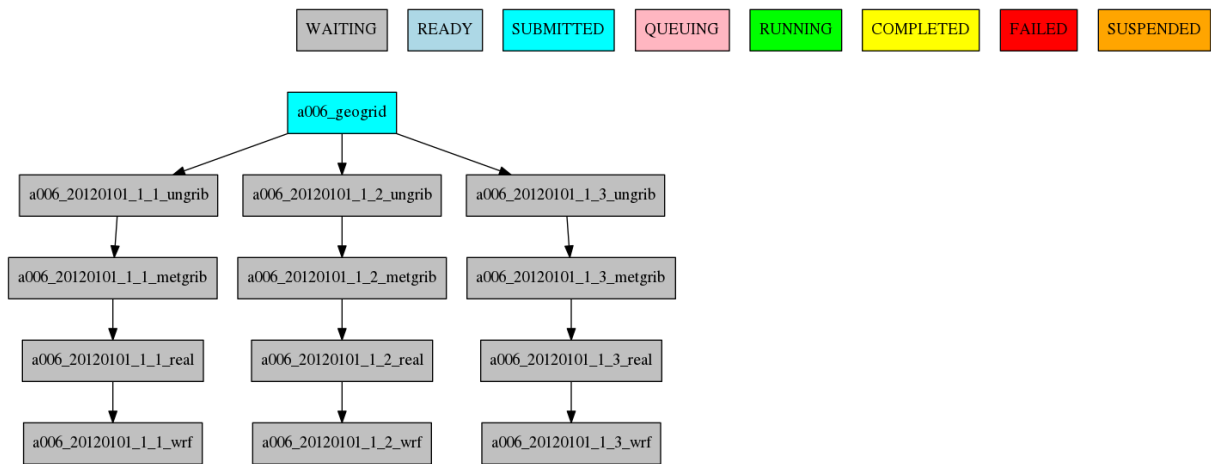 WAITING
READY
SUBMITTED
QUEUING
RUNNING
COMPLETED
FAILED
SUSPENDED
a006_geogrid
a006_20120101_1_1_ungrib
a006_20120101_1_2_ungrib
a006_20120101_1_3_ungrib
a006_20120101_1_1_metgrib
a006_20120101_1_2_metgrib
a006_20120101_1_3_metgrib
a006_20120101_1_1_real
a006_20120101_1_2_real
a006_20120101_1_3_real
a006_20120101_1_1_wrf
a006_20120101_1_2_wrf
a006_20120101_1_3_wrf